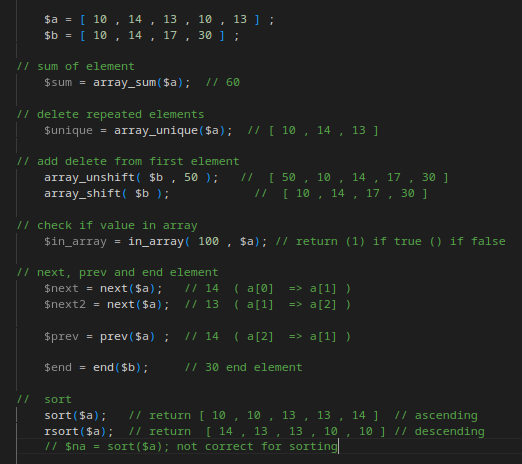 $a = [ 10 , 14 , 13 , 10 , 13 ] ;
$b = [ 10 , 14 , 17 , 30 ] ;
// sum of element
$sum = array_sum($a);  // 60
// delete repeated elements
$unique = array_unique($a);  // [ 10 , 14 , 13 ]
// add delete from first element
array_unshift( $b , 50 );   //  [ 50 , 10 , 14 , 17 , 30 ]
array_shift( $b );            //  [ 10 , 14 , 17 , 30 ]
// check if value in array
$in_array = in_array( 100 , $a); // return (1) if true () if false
// next, prev and end element
$next = next($a);   // 14  ( a[0]  => a[1] )
$next2 = next($a);  // 13  ( a[1]  => a[2] )
$prev = prev($a) ;  // 14  ( a[2]  => a[1] )
$end = end($b);     // 30 end element
//  sort
sort($a);   // return [ 10 , 10 , 13 , 13 , 14 ]  // ascending
rsort($a);  // return  [ 14 , 13 , 13 , 10 , 10 ] // descending
// $na = sort($a); not correct for sorting